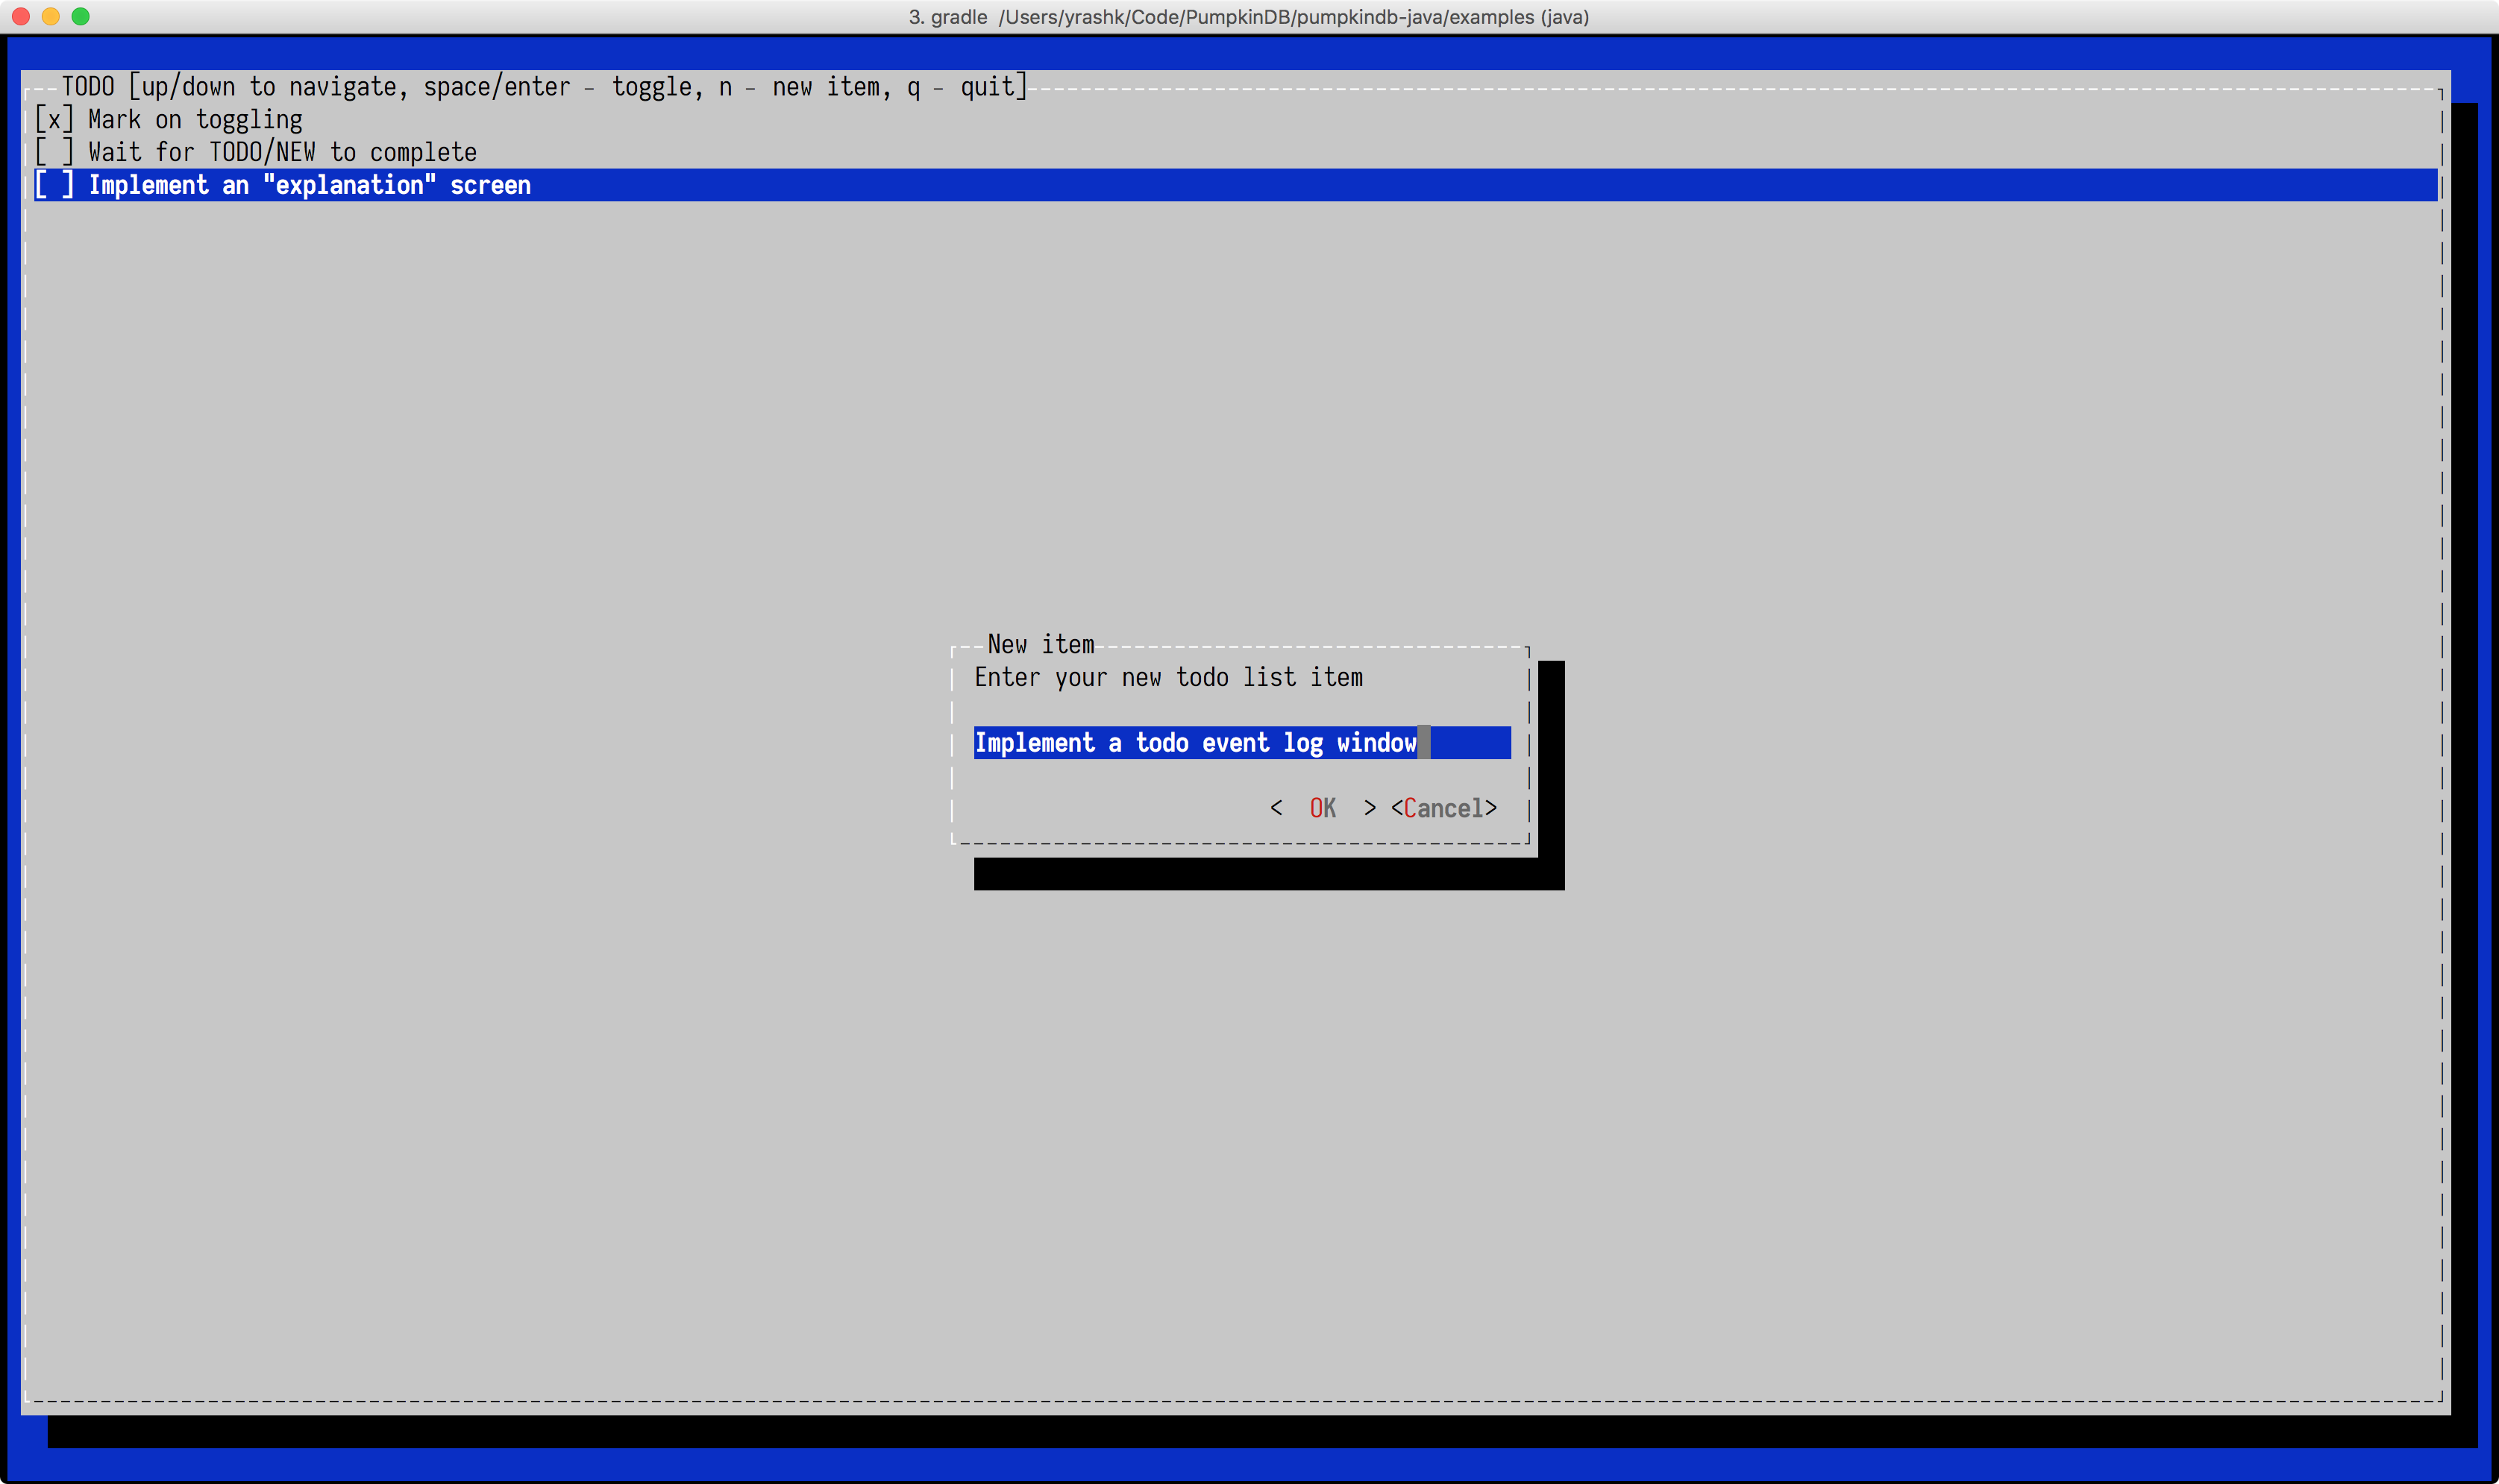 3. gradle  /Users/yrashk/Code/PumpkinDB/pumpkindb-java/examples (java)
TODO [up/down to navigate, space/enter - toggle, n - new item, q - quit]
[x] Mark on toggling
[ ] Wait for TODO/NEW to complete
[ ] Implement an "explanation" screen
New item
Enter your new todo list item
Implement a todo event log window
<  OK  > <Cancel>